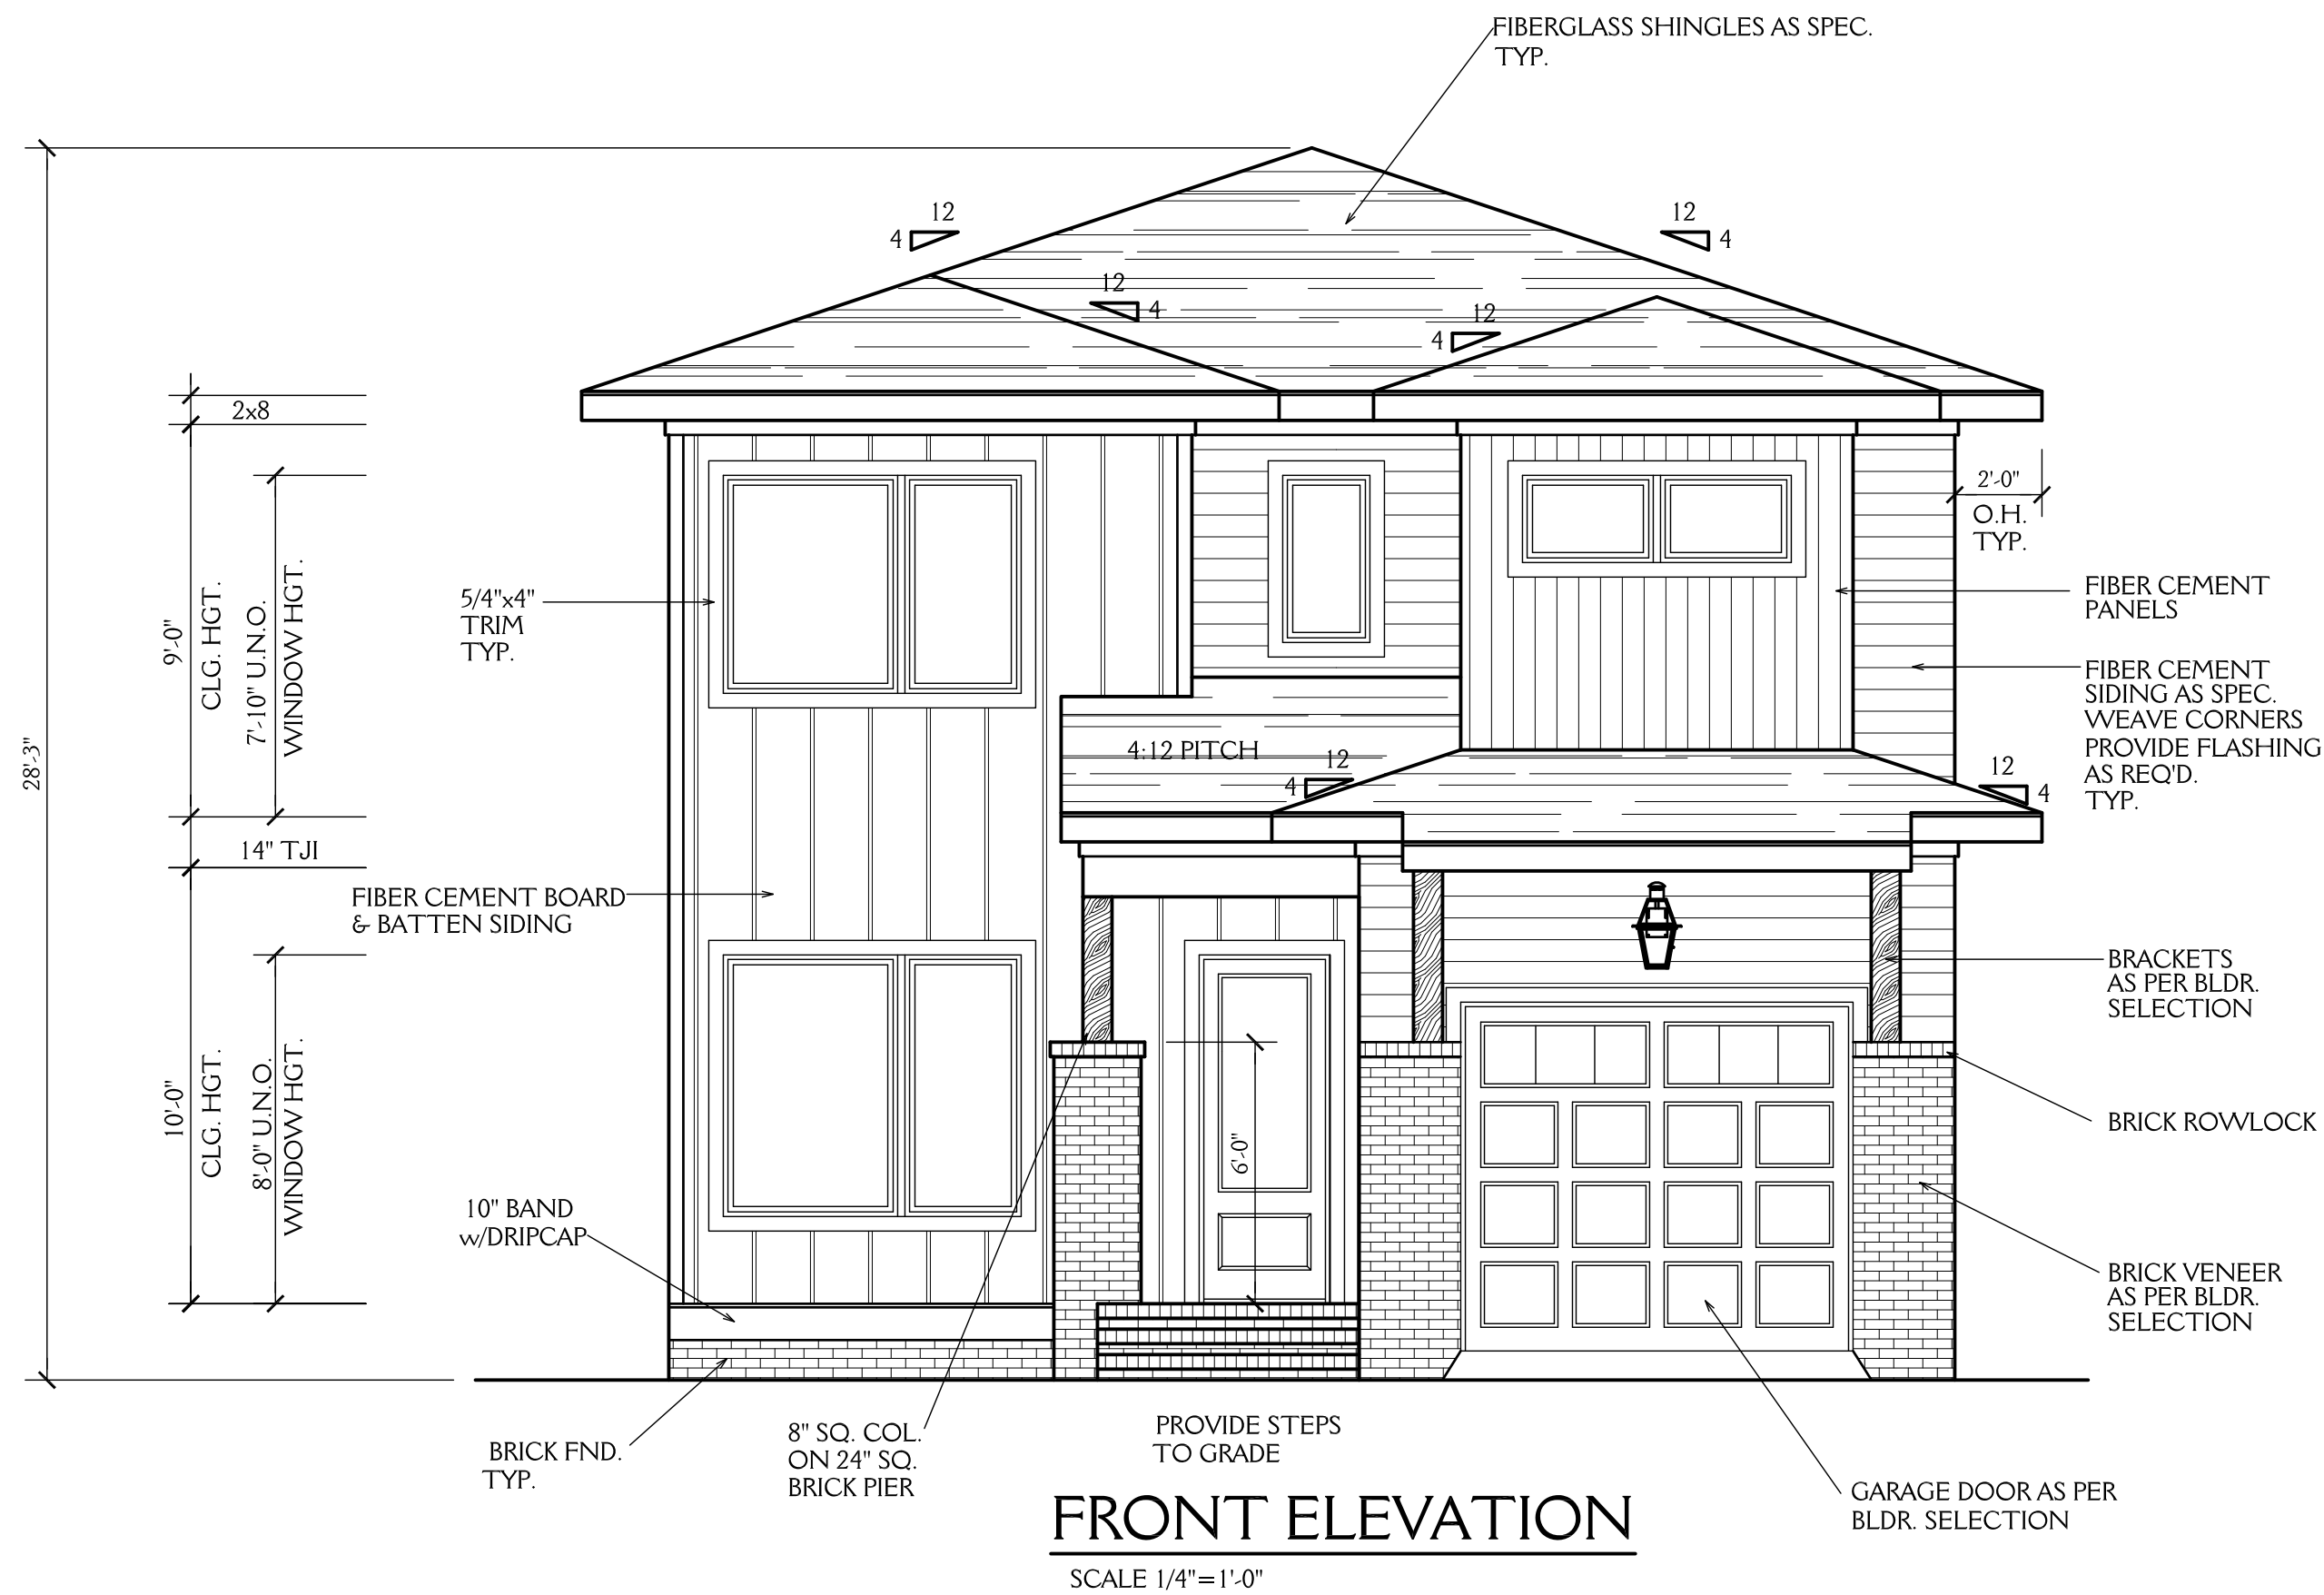 FIBERGLASS SHINGLES AS SPEC.
TYP.
12
4
12
4
12
4
12
4
2x8
2'-0"
O.H.
TYP.
9'-0"
CLG. HGT.
7'-10" U.N.O.
WINDOW HGT.
5/4"x4"
TRIM
TYP.
FIBER CEMENT
PANELS
FIBER CEMENT
SIDING AS SPEC.
WEAVE CORNERS
PROVIDE FLASHING
AS REQ'D.
TYP.
28'-3"
4:12 PITCH
12
4
12
4
14" TJI
FIBER CEMENT BOARD
& BATTEN SIDING
BRACKETS
AS PER BLDR.
SELECTION
10'-0"
CLG. HGT.
8'-0" U.N.O.
WINDOW HGT.
6'-0"
BRICK ROWLOCK
10" BAND
w/DRIPCAP
BRICK VENEER
AS PER BLDR.
SELECTION
BRICK FND.
TYP.
8" SQ. COL.
ON 24" SQ.
BRICK PIER
PROVIDE STEPS
TO GRADE
GARAGE DOOR AS PER
BLDR. SELECTION
FRONT ELEVATION
SCALE 1/4"=1'-0"